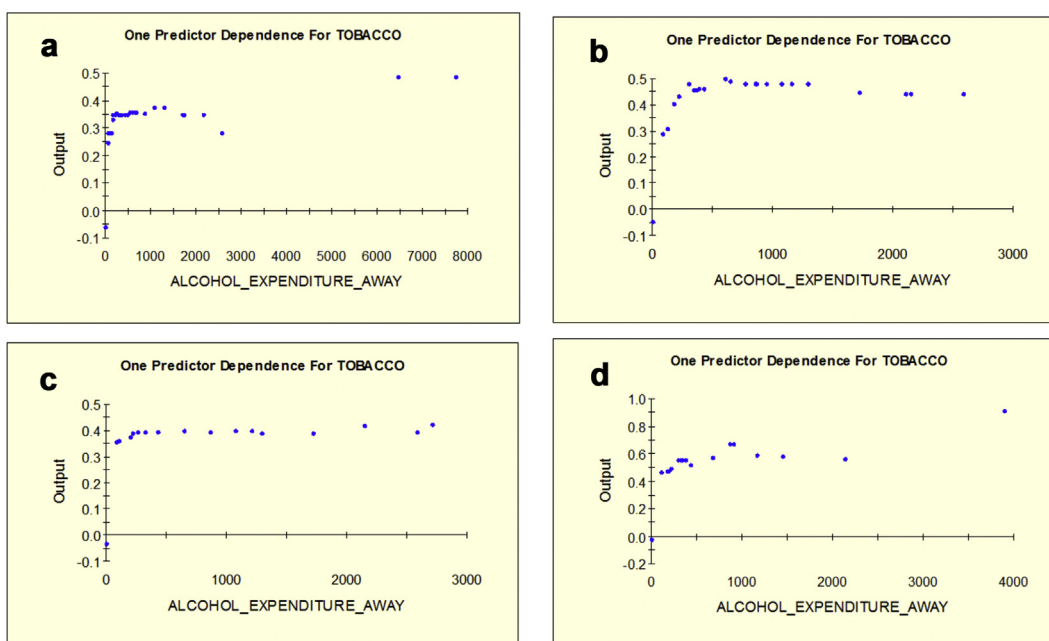 a
One Predictor Dependence For TOBACCO
0.5
0.4
0.3
0.2
0.1
0.0
-0.1
Output
0 1000 2000 3000 4000 5000 6000 7000 8000
ALCOHOL_EXPENDITURE_AWAY
b
One Predictor Dependence For TOBACCO
0.5
0.4
0.3
0.2
0.1
0.0
-0.1
Output
0 1000 2000 3000
ALCOHOL_EXPENDITURE_AWAY
c
One Predictor Dependence For TOBACCO
0.5
0.4
0.3
0.2
0.1
0.0
-0.1
Output
0 1000 2000 3000
ALCOHOL_EXPENDITURE_AWAY
d
One Predictor Dependence For TOBACCO
1.0
0.8
0.6
0.4
0.2
0.0
-0.2
Output
0 1000 2000 3000 4000
ALCOHOL_EXPENDITURE_AWAY